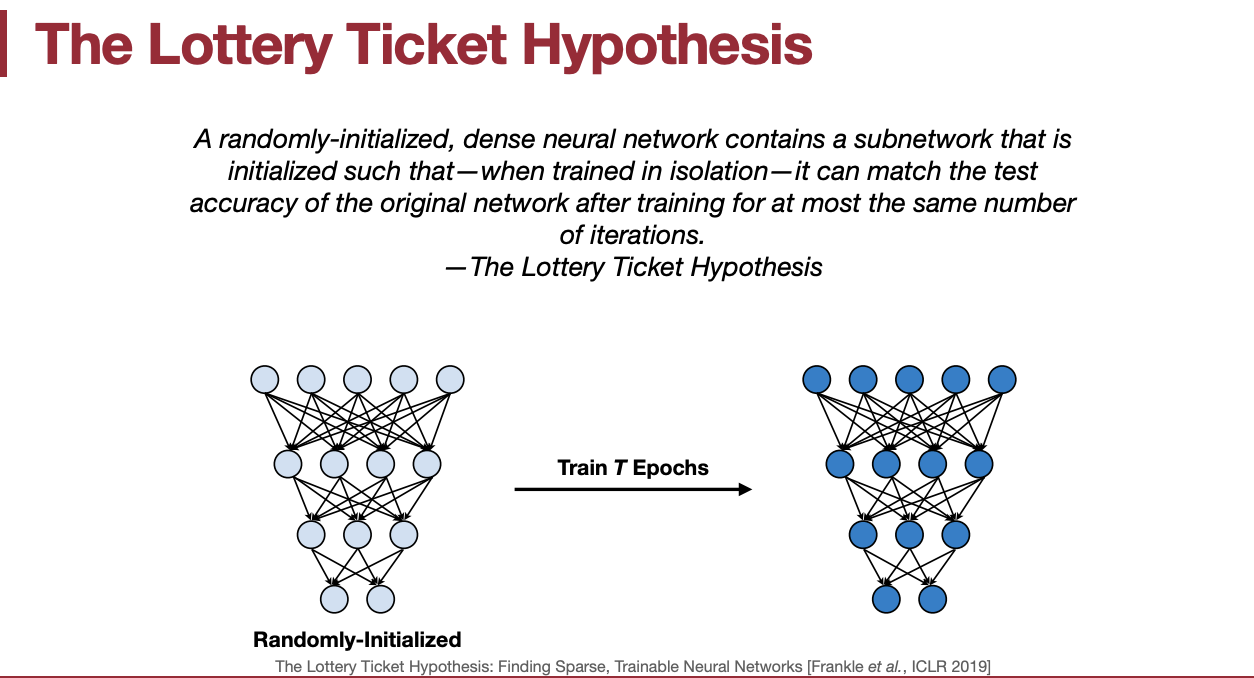 The Lottery Ticket Hypothesis
A randomly-initialized, dense neural network contains a subnetwork that is
initialized such that—when trained in isolation—it can match the test
accuracy of the original network after training for at most the same number
of iterations.
—The Lottery Ticket Hypothesis
Train T Epochs
Randomly-Initialized
The Lottery Ticket Hypothesis: Finding Sparse, Trainable Neural Networks [Frankle et al., ICLR 2019]